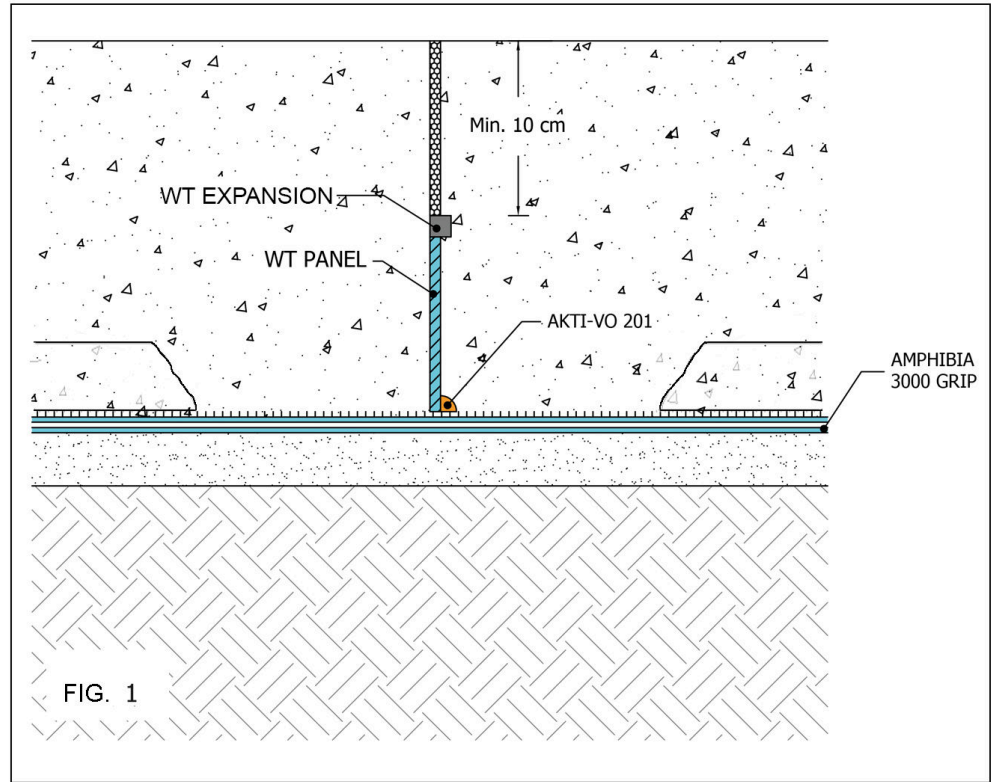 Min. 10 cm
WT EXPANSION
WT PANEL
AKTI-VO 201
AMPHIBIA
3000 GRIP
FIG. 1